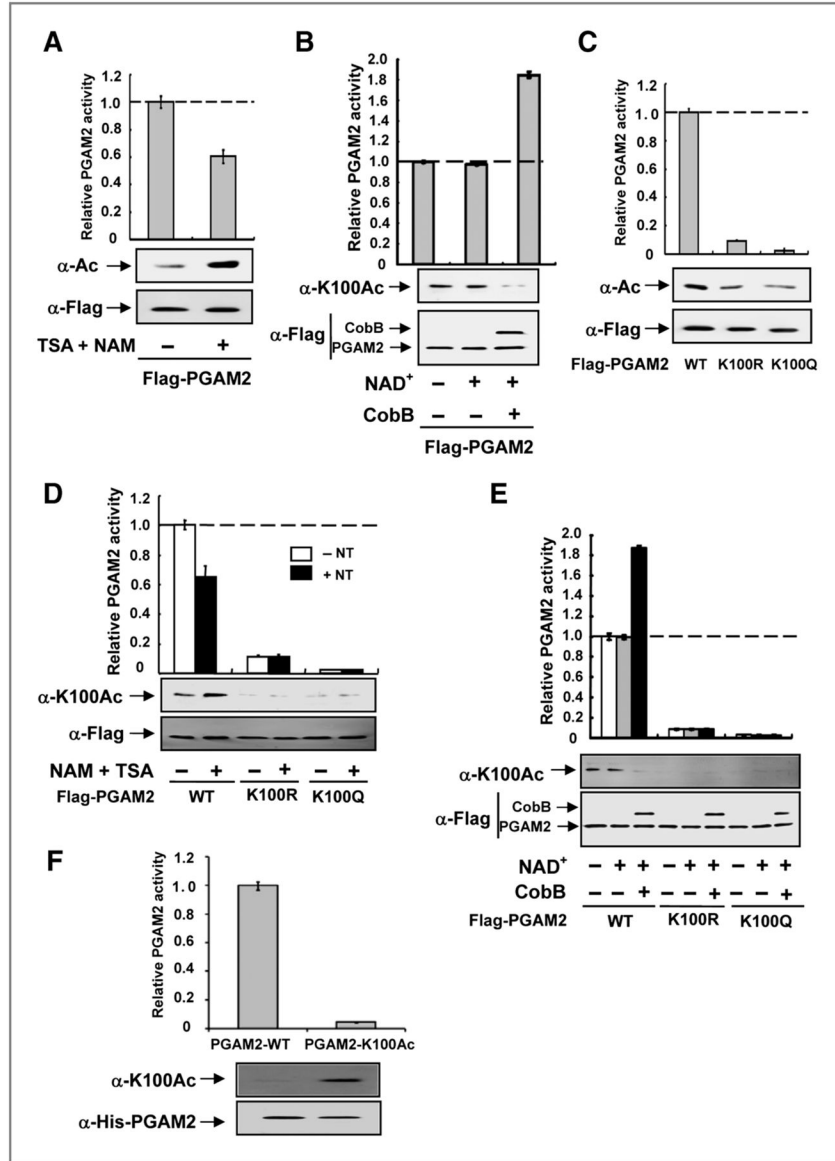 A
Relative PGAM2 activity
1.2
1.0
0.8
0.6
0.4
0.2
0
α-Ac
α-Flag
TSA + NAM
– +
Flag-PGAM2
B
Relative PGAM2 activity
2.0
1.8
1.6
1.4
1.2
1.0
0.8
0.6
0.4
0.2
0
α-K100Ac
α-Flag
CobB
PGAM2
NAD+ – + +
CobB – – +
Flag-PGAM2
C
Relative PGAM2 activity
1.2
1.0
0.8
0.6
0.4
0.2
0
α-Ac
α-Flag
Flag-PGAM2 WT K100R K100Q
D
Relative PGAM2 activity
1.2
1.0
0.8
0.6
0.4
0.2
0
– NT
+ NT
α-K100Ac
α-Flag
NAM + TSA – + – + – +
Flag-PGAM2 WT K100R K100Q
E
Relative PGAM2 activity
2.0
1.8
1.6
1.4
1.2
1.0
0.8
0.6
0.4
0.2
0
α-K100Ac
α-Flag
CobB
PGAM2
NAD+ – + + – + + – + +
CobB – – + – – + – – +
Flag-PGAM2 WT K100R K100Q
F
Relative PGAM2 activity
1.2
1.0
0.8
0.6
0.4
0.2
0
PGAM2-WT PGAM2-K100Ac
α-K100Ac
α-His-PGAM2